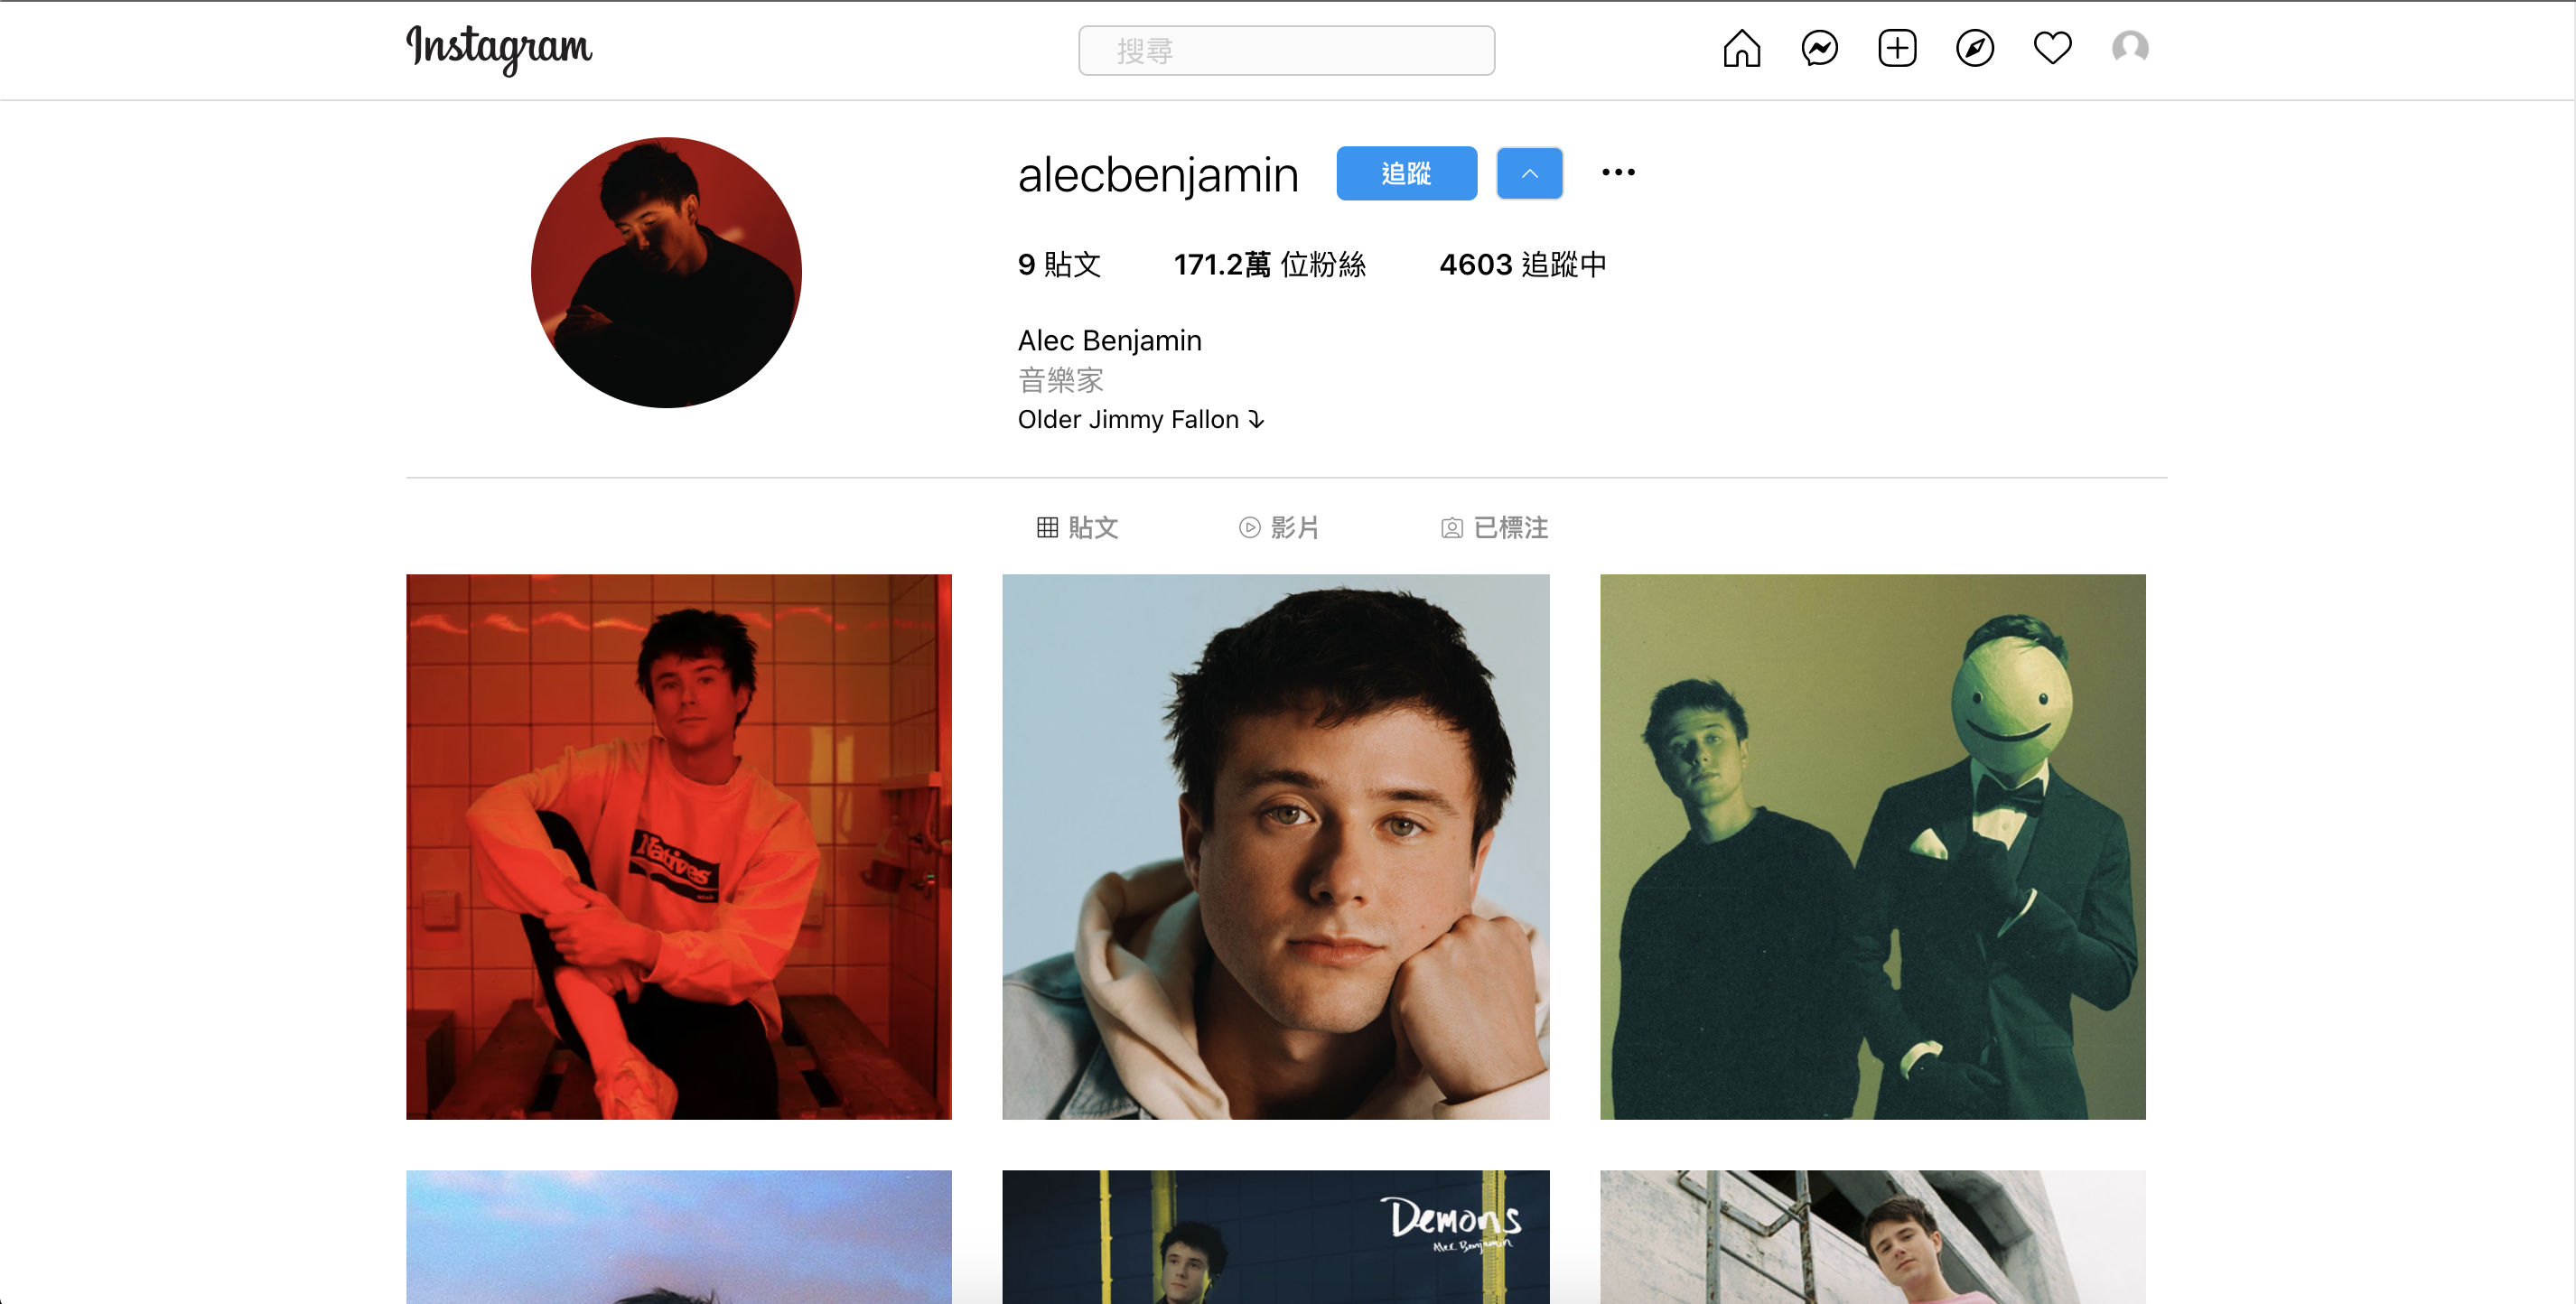 Instagram
搜尋
alecbenjamin 追蹤
9 貼文 171.2萬 位粉絲 4603 追蹤中
Alec Benjamin
音樂家
Older Jimmy Fallon ⤵
貼文 影片 已標注
Natives
Demons
Alec Benjamin